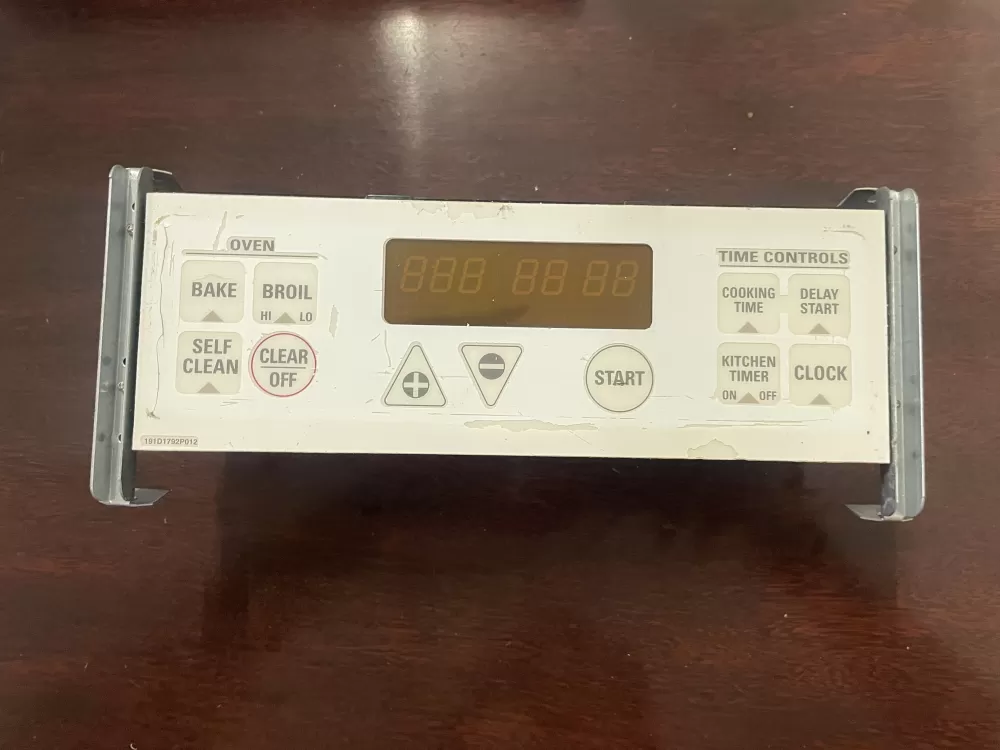 OVEN
BAKE
BROIL
HI LO
SELF
CLEAN
CLEAR
OFF
191D1792P012
888 88 88
START
TIME CONTROLS
COOKING
TIME
DELAY
START
KITCHEN
TIMER
ON OFF
CLOCK